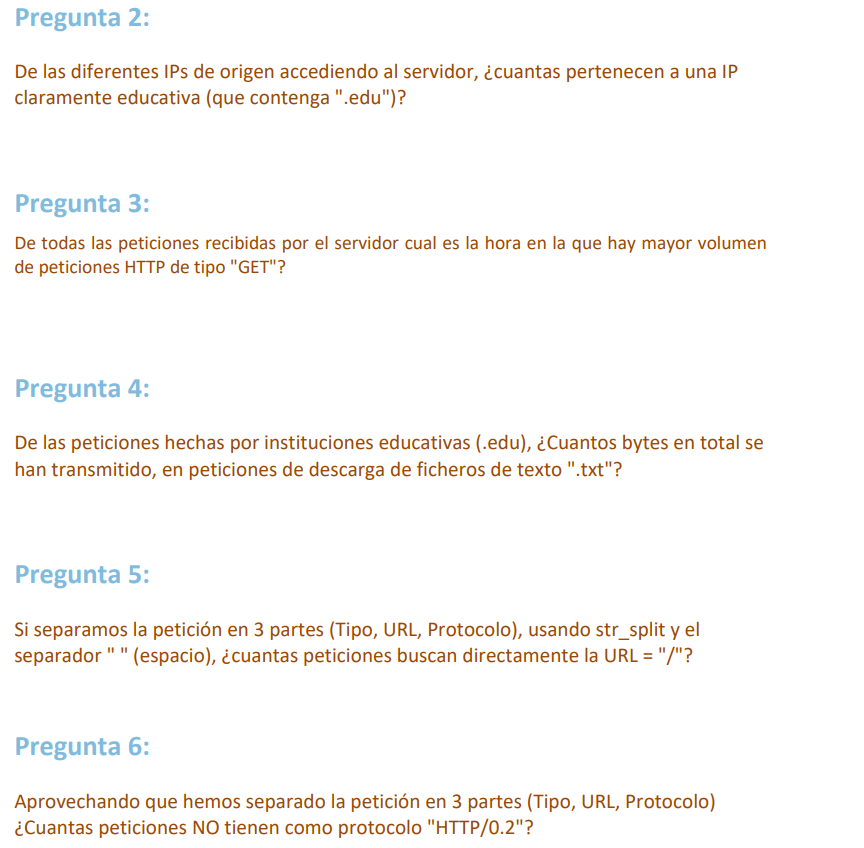 Pregunta 2:
De las diferentes IPs de origen accediendo al servidor, ¿cuantas pertenecen a una IP
claramente educativa (que contenga ".edu")?
Pregunta 3:
De todas las peticiones recibidas por el servidor cual es la hora en la que hay mayor volumen
de peticiones HTTP de tipo "GET"?
Pregunta 4:
De las peticiones hechas por instituciones educativas (.edu), ¿Cuantos bytes en total se
han transmitido, en peticiones de descarga de ficheros de texto ".txt"?
Pregunta 5:
Si separamos la petición en 3 partes (Tipo, URL, Protocolo), usando str_split y el
separador " " (espacio), ¿cuantas peticiones buscan directamente la URL = "/"?
Pregunta 6:
Aprovechando que hemos separado la petición en 3 partes (Tipo, URL, Protocolo)
¿Cuantas peticiones NO tienen como protocolo "HTTP/0.2"?